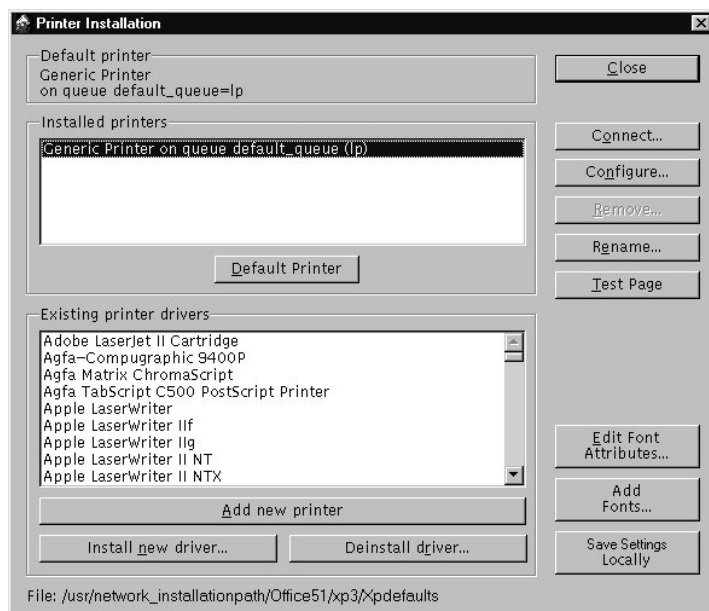 Printer Installation
Default printer
Generic Printer
on queue default_queue=lp
Close
Installed printers
Generic Printer on queue default_queue (lp)
Default Printer
Connect...
Configure...
Remove...
Rename...
Test Page
Existing printer drivers
Adobe LaserJet II Cartridge
Agfa-Compugraphic 9400P
Agfa Matrix ChromaScript
Agfa TabScript C500 PostScript Printer
Apple LaserWriter
Apple LaserWriter IIf
Apple LaserWriter IIg
Apple LaserWriter II NT
Apple LaserWriter II NTX
Add new printer
Install new driver...
Deinstall driver...
Edit Font
Attributes...
Add
Fonts...
Save Settings
Locally
File: /usr/network_installationpath/Office51/xp3/Xpdefaults